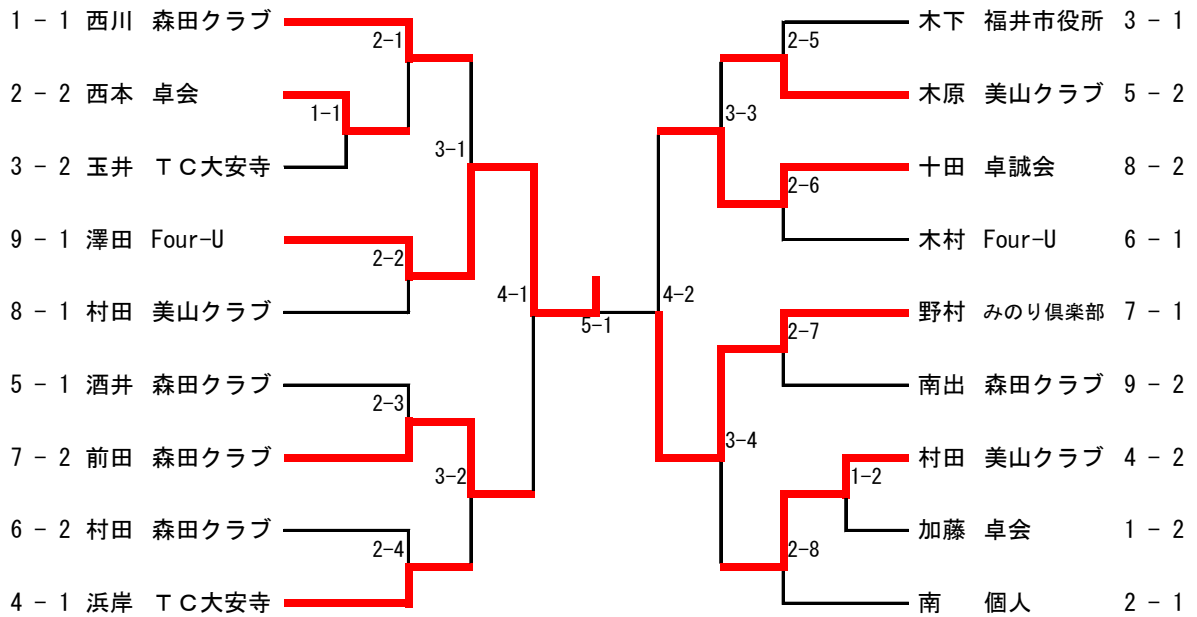 1 － 1 西川 森田クラブ
2 － 2 西本 卓会
3 － 2 玉井 ＴＣ大安寺
9 － 1 澤田 Four-U
8 － 1 村田 美山クラブ
5 － 1 酒井 森田クラブ
7 － 2 前田 森田クラブ
6 － 2 村田 森田クラブ
4 － 1 浜岸 ＴＣ大安寺
2-1
1-1
3-1
2-2
4-1
2-3
3-2
2-4
5-1
4-2
2-5
3-3
2-6
2-7
3-4
1-2
2-8
木下 福井市役所 3 － 1
木原 美山クラブ 5 － 2
十田 卓誠会 8 － 2
木村 Four-U 6 － 1
野村 みのり倶楽部 7 － 1
南出 森田クラブ 9 － 2
村田 美山クラブ 4 － 2
加藤 卓会 1 － 2
南 個人 2 － 1